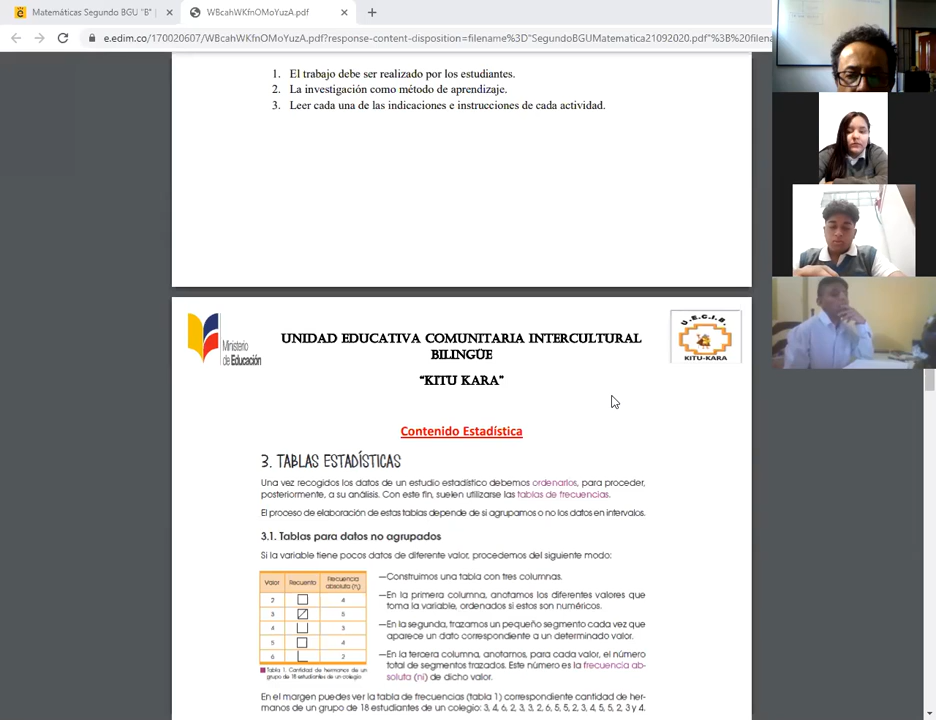 Matemáticas Segundo BGU "B"
WBcahWKfnOMoYuzA.pdf
e.edim.co/170020607/WBcahWKfnOMoYuzA.pdf?response-content-disposition=filename%3D"SegundoBGUMatematica21092020.pdf"%3B%20filena
1. El trabajo debe ser realizado por los estudiantes.
2. La investigación como método de aprendizaje.
3. Leer cada una de las indicaciones e instrucciones de cada actividad.
Ministerio
de Educación
UNIDAD EDUCATIVA COMUNITARIA INTERCULTURAL
BILINGÜE
"KITU KARA"
U.E.C.I.B.
KITU-KARA
Contenido Estadística
3. TABLAS ESTADÍSTICAS
Una vez recogidos los datos de un estudio estadístico debemos ordenarlos, para proceder,
posteriormente, a su análisis. Con este fin, suelen utilizarse las tablas de frecuencias.
El proceso de elaboración de estas tablas depende de si agrupamos o no los datos en intervalos.
3.1. Tablas para datos no agrupados
Si la variable tiene pocos datos de diferente valor, procedemos del siguiente modo:
Valor Recuento Frecuencia absoluta (ni)
2 4
3 5
4 3
5 4
6 2
Tabla 1. Cantidad de hermanos de un
grupo de 18 estudiantes de un colegio.
—Construimos una tabla con tres columnas.
—En la primera columna, anotamos los diferentes valores que
toma la variable, ordenados si estos son numéricos.
—En la segunda, trazamos un pequeño segmento cada vez que
aparece un dato correspondiente a un determinado valor.
—En la tercera columna, anotamos, para cada valor, el número
total de segmentos trazados. Este número es la frecuencia ab-
soluta (ni) de dicho valor.
En el margen puedes ver la tabla de frecuencias (tabla 1) correspondiente cantidad de her-
manos de un grupo de 18 estudiantes de un colegio: 3, 4, 6, 2, 3, 3, 2, 6, 5, 5, 2, 3, 4, 5, 5, 2, 3 y 4.